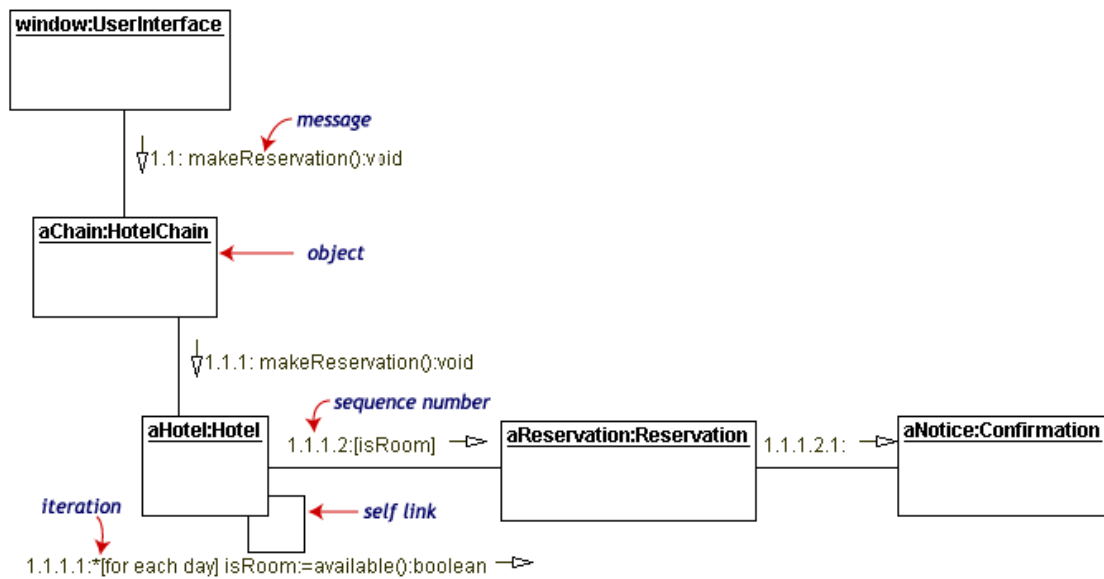 window:UserInterface
message
1.1: makeReservation():void
aChain:HotelChain
object
1.1.1: makeReservation():void
sequence number
aHotel:Hotel
1.1.1.2:[isRoom]
aReservation:Reservation
1.1.1.2.1:
aNotice:Confirmation
iteration
self link
1.1.1.1:*[for each day] isRoom:=available():boolean